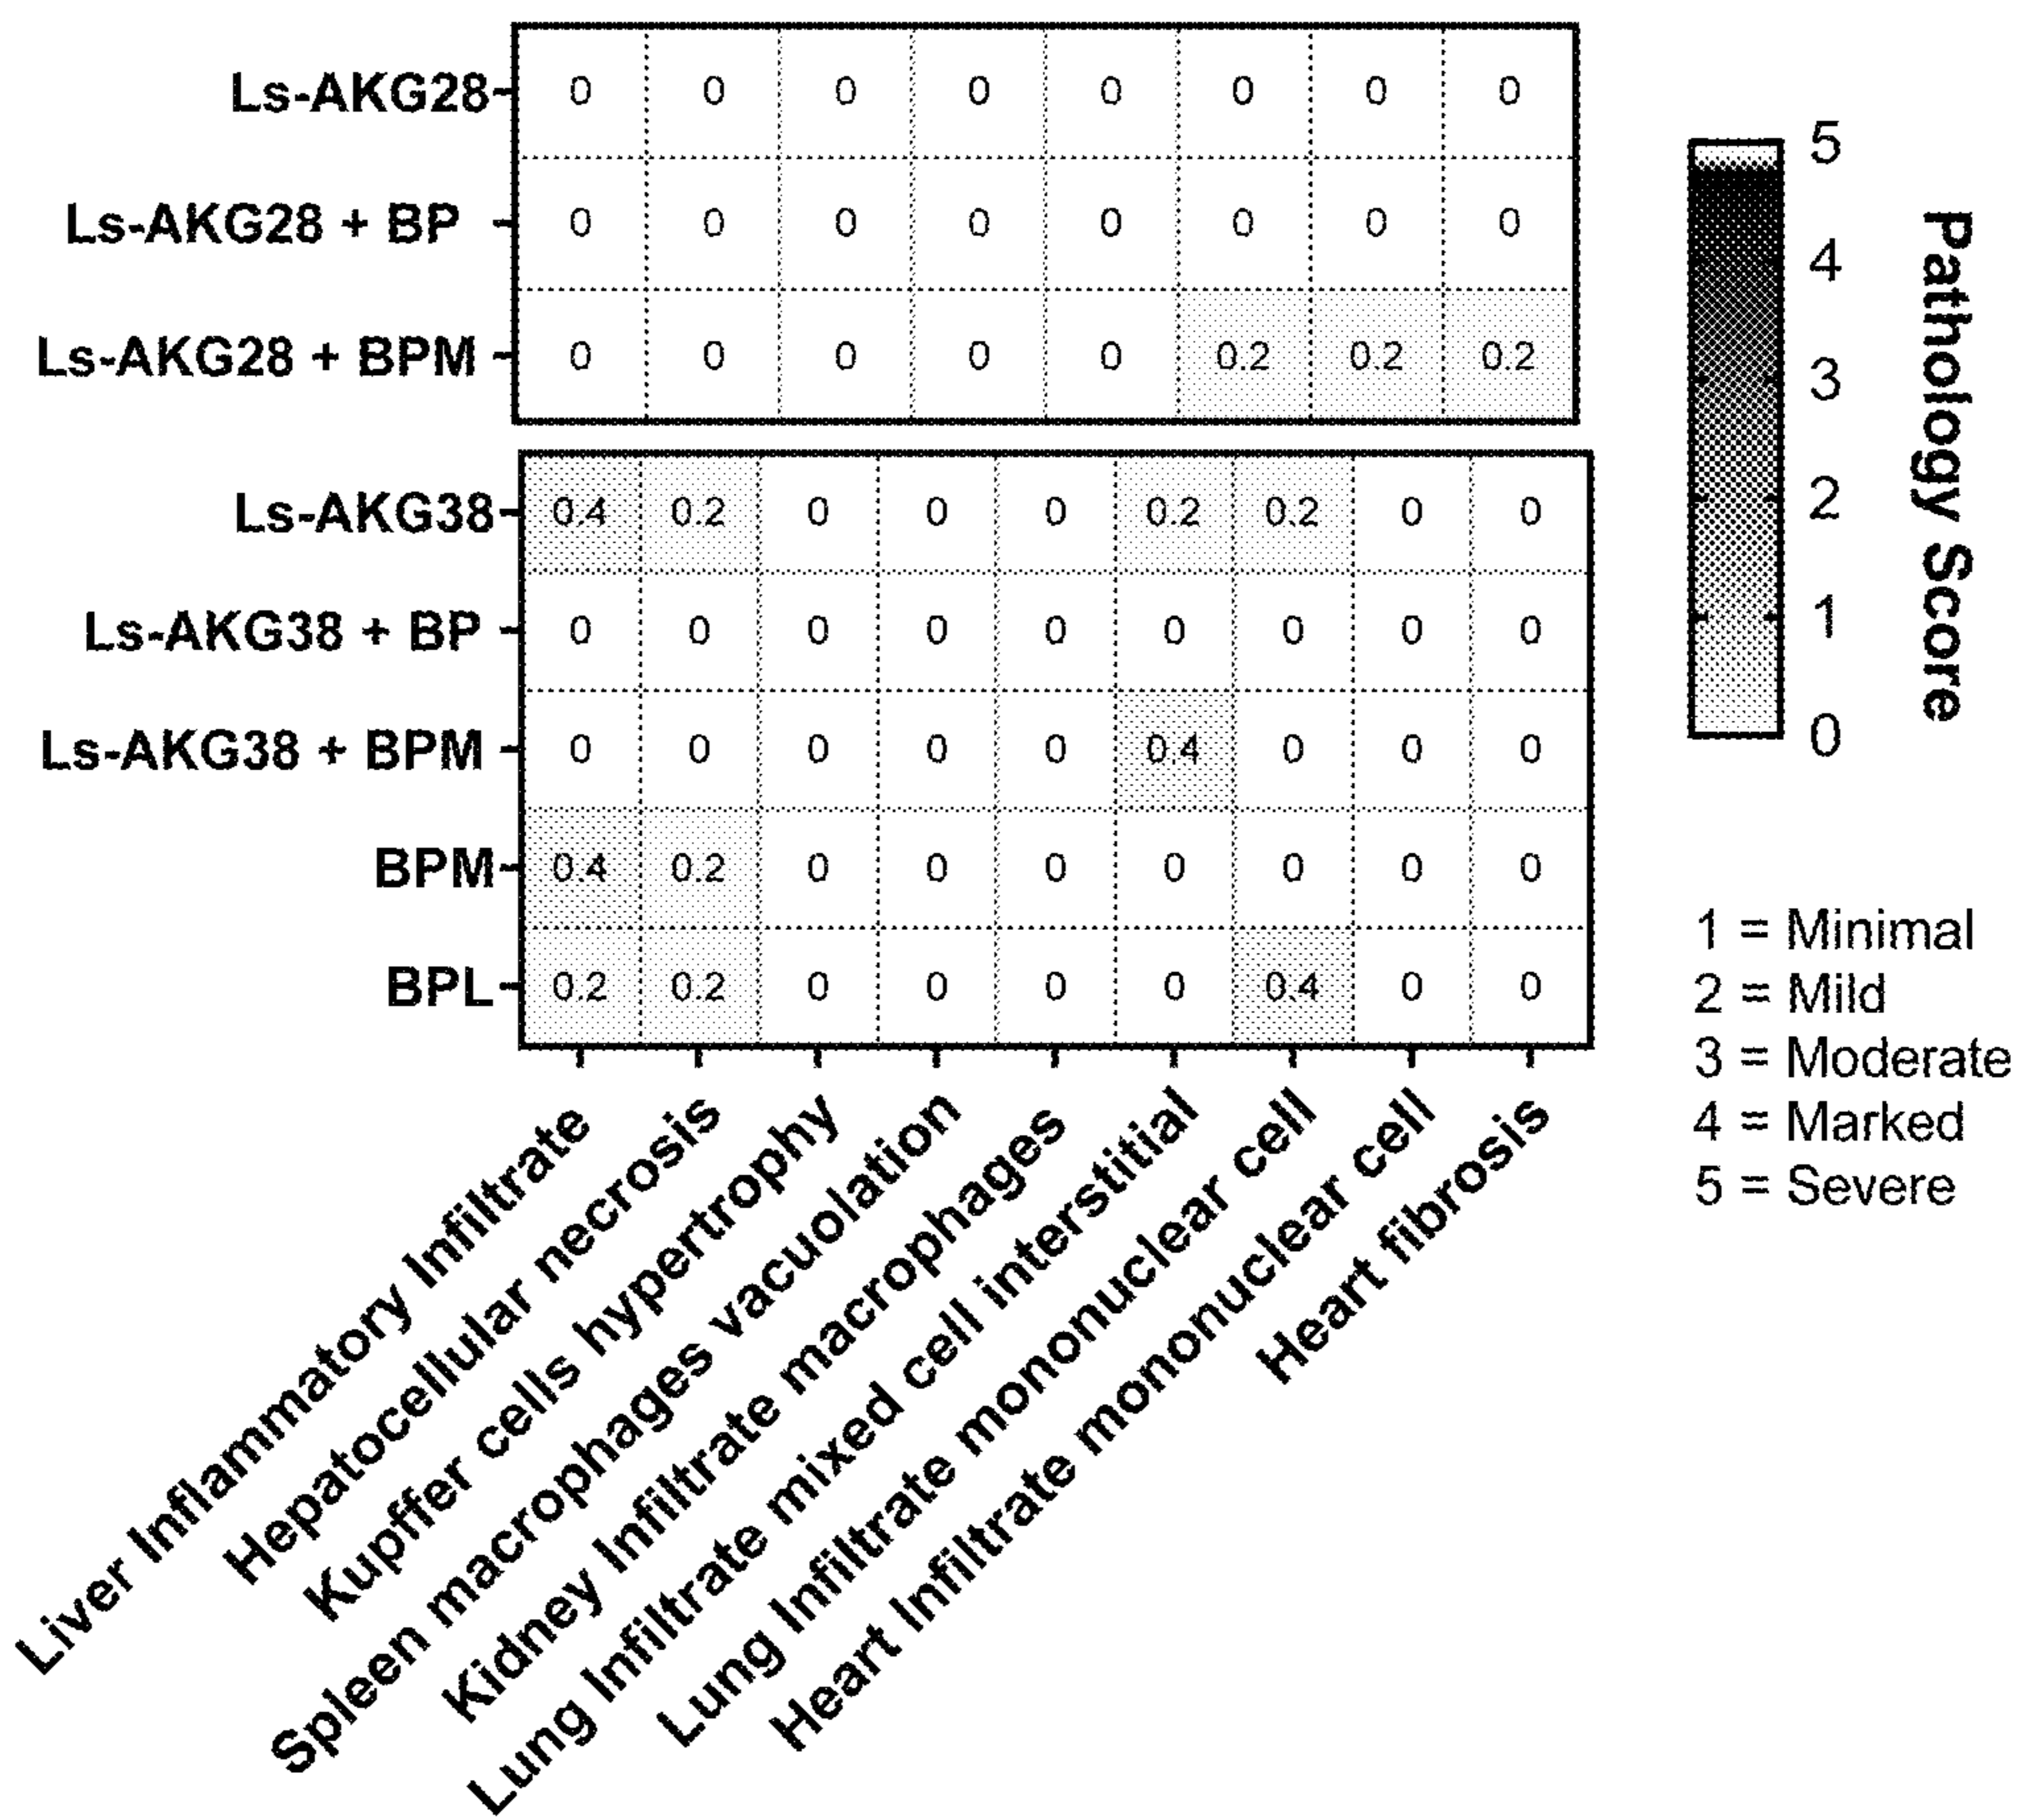 Ls-AKG28 0 0 0 0 0 0 0 0
Ls-AKG28 + BP 0 0 0 0 0 0 0 0
Ls-AKG28 + BPM 0 0 0 0 0 0.2 0.2 0.2
Ls-AKG38 0.4 0.2 0 0 0 0.2 0.2 0 0
Ls-AKG38 + BP 0 0 0 0 0 0 0 0 0
Ls-AKG38 + BPM 0 0 0 0 0 0.4 0 0 0
BPM 0.4 0.2 0 0 0 0 0 0 0
BPL 0.2 0.2 0 0 0 0 0.4 0 0
Liver Inflammatory Infiltrate
Hepatocellular necrosis
Kupffer cells hypertrophy
Spleen macrophages vacuolation
Kidney Infiltrate macrophages
Lung Infiltrate mixed cell interstitial
Lung Infiltrate mononuclear cell
Heart Infiltrate mononuclear cell
Heart fibrosis
5
4
3
2
1
0
Pathology Score
1 = Minimal
2 = Mild
3 = Moderate
4 = Marked
5 = Severe